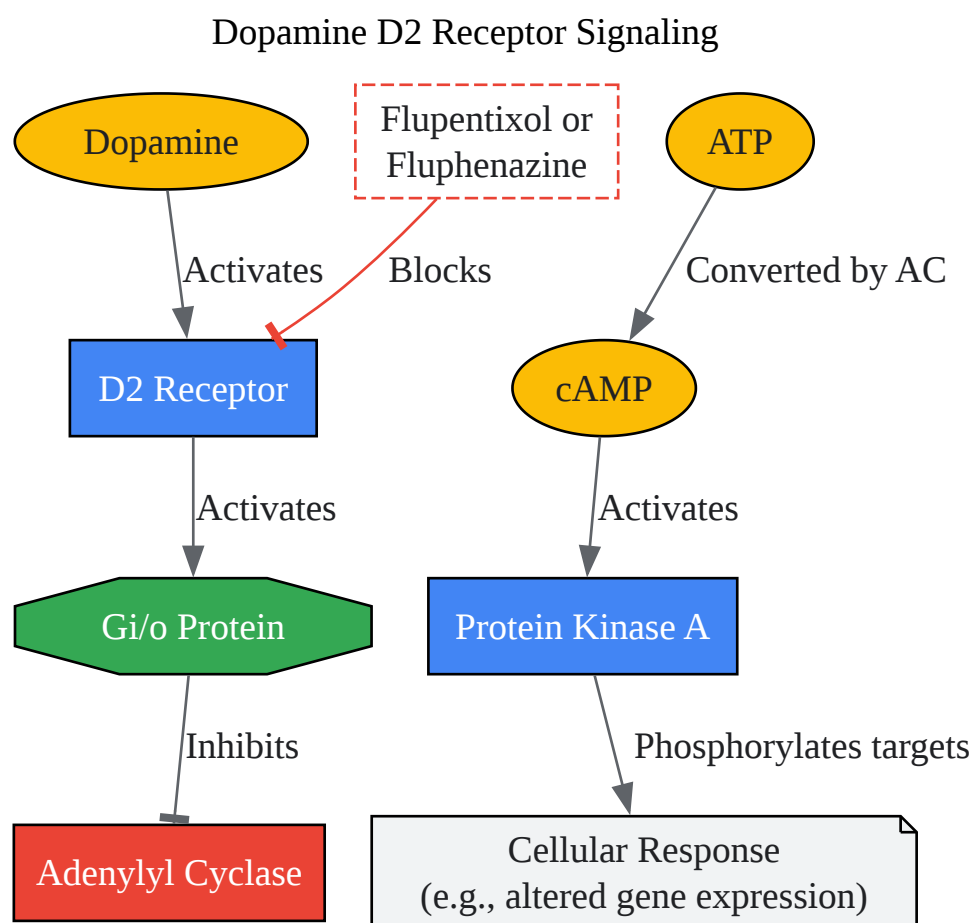 Dopamine D2 Receptor Signaling
Dopamine
Flupentixol or
Fluphenazine
ATP
Activates
Blocks
Converted by AC
D2 Receptor
cAMP
Activates
Activates
Gi/o Protein
Protein Kinase A
Inhibits
Phosphorylates targets
Adenylyl Cyclase
Cellular Response
(e.g., altered gene expression)